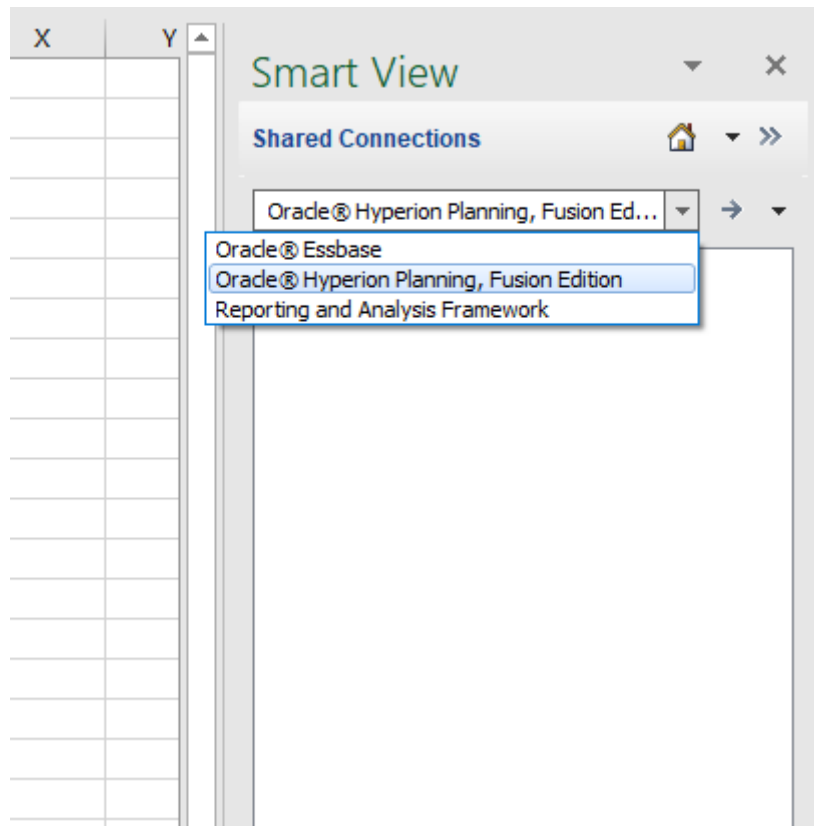 X Y
Smart View
Shared Connections
Oracle® Hyperion Planning, Fusion Ed...
Oracle® Essbase
Oracle® Hyperion Planning, Fusion Edition
Reporting and Analysis Framework